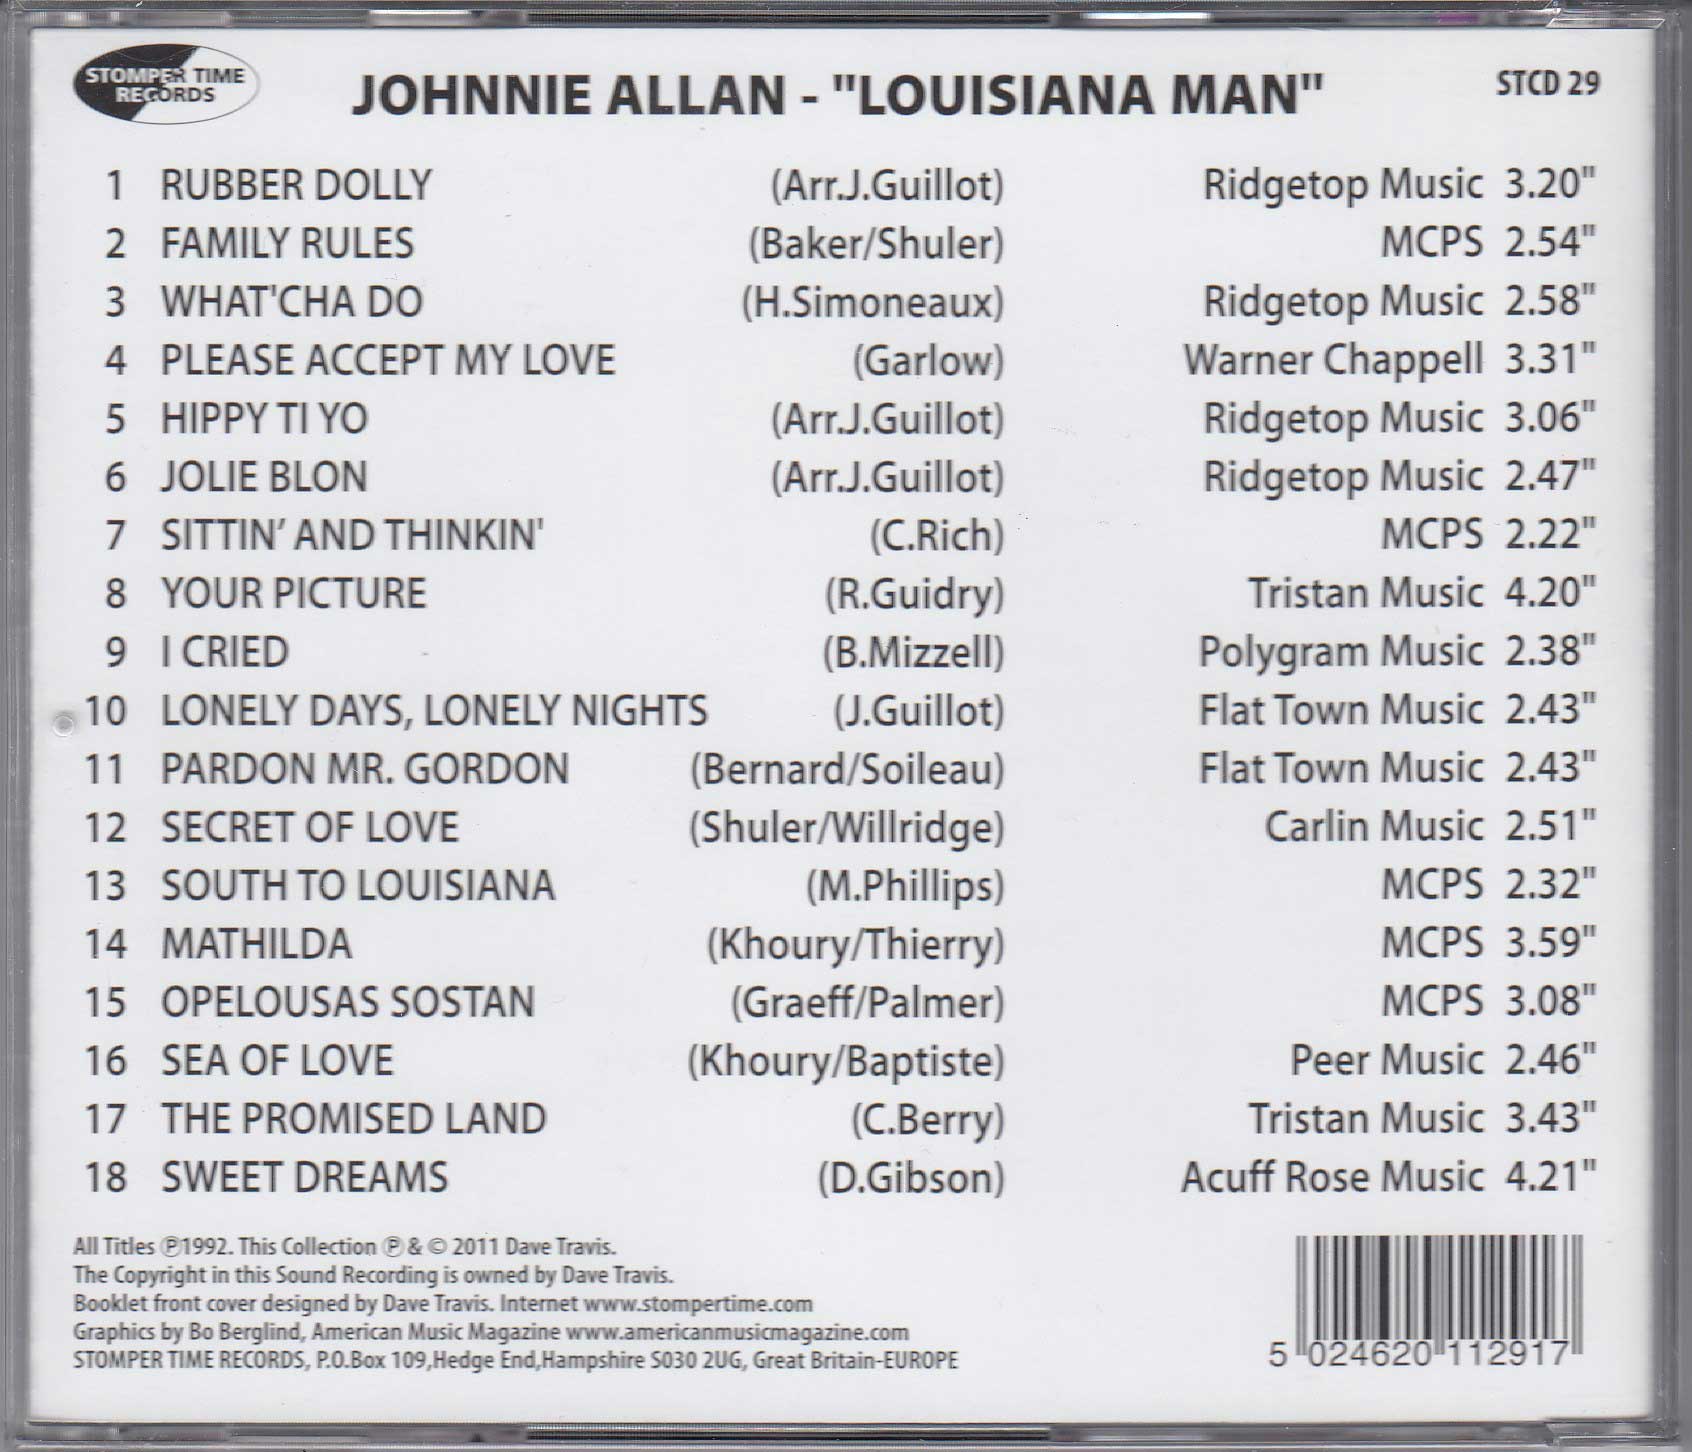 STOMPER TIME
RECORDS
JOHNNIE ALLAN - "LOUISIANA MAN"
STCD 29
1 RUBBER DOLLY (Arr.J.Guillot) Ridgetop Music 3.20"
2 FAMILY RULES (Baker/Shuler) MCPS 2.54"
3 WHAT'CHA DO (H.Simoneaux) Ridgetop Music 2.58"
4 PLEASE ACCEPT MY LOVE (Garlow) Warner Chappell 3.31"
5 HIPPY TI YO (Arr.J.Guillot) Ridgetop Music 3.06"
6 JOLIE BLON (Arr.J.Guillot) Ridgetop Music 2.47"
7 SITTIN’ AND THINKIN' (C.Rich) MCPS 2.22"
8 YOUR PICTURE (R.Guidry) Tristan Music 4.20"
9 I CRIED (B.Mizzell) Polygram Music 2.38"
10 LONELY DAYS, LONELY NIGHTS (J.Guillot) Flat Town Music 2.43"
11 PARDON MR. GORDON (Bernard/Soileau) Flat Town Music 2.43"
12 SECRET OF LOVE (Shuler/Willridge) Carlin Music 2.51"
13 SOUTH TO LOUISIANA (M.Phillips) MCPS 2.32"
14 MATHILDA (Khoury/Thierry) MCPS 3.59"
15 OPELOUSAS SOSTAN (Graeff/Palmer) MCPS 3.08"
16 SEA OF LOVE (Khoury/Baptiste) Peer Music 2.46"
17 THE PROMISED LAND (C.Berry) Tristan Music 3.43"
18 SWEET DREAMS (D.Gibson) Acuff Rose Music 4.21"
All Titles ℗1992. This Collection ℗ & © 2011 Dave Travis.
The Copyright in this Sound Recording is owned by Dave Travis.
Booklet front cover designed by Dave Travis. Internet www.stompertime.com
Graphics by Bo Berglind, American Music Magazine www.americanmusicmagazine.com
STOMPER TIME RECORDS, P.O.Box 109,Hedge End,Hampshire S030 2UG, Great Britain-EUROPE
5 024620 112917